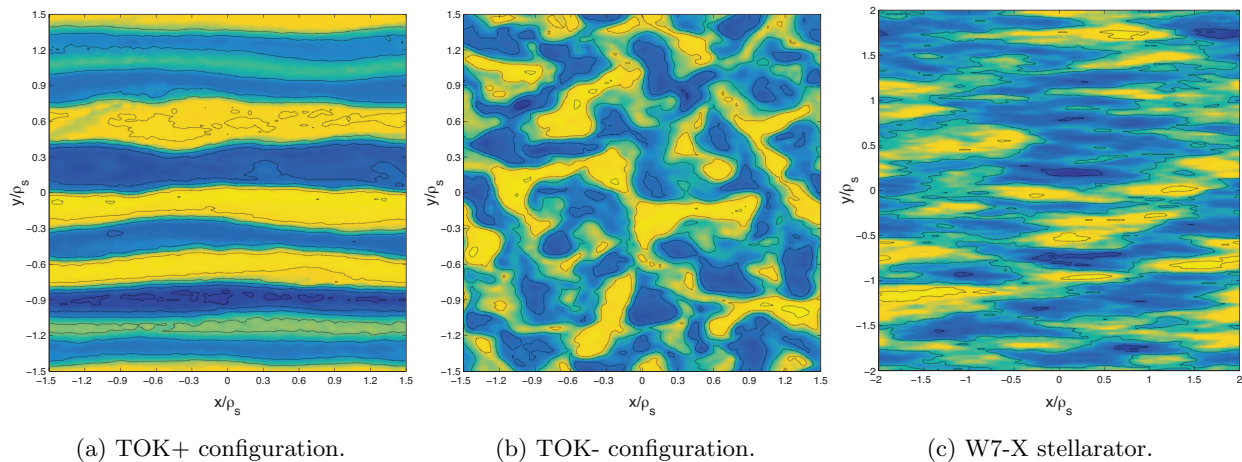 1.5
1.2
0.9
0.6
0.3
0
−0.3
−0.6
−0.9
−1.2
−1.5
y/ρs
−1.5 −1.2 −0.9 −0.6 −0.3 0 0.3 0.6 0.9 1.2 1.5
x/ρs
(a) TOK+ configuration.
1.5
1.2
0.9
0.6
0.3
0
−0.3
−0.6
−0.9
−1.2
−1.5
y/ρs
−1.5 −1.2 −0.9 −0.6 −0.3 0 0.3 0.6 0.9 1.2 1.5
x/ρs
(b) TOK- configuration.
2
1.5
1
0.5
0
−0.5
−1
−1.5
−2
y/ρs
−2 −1.5 −1 −0.5 0 0.5 1 1.5 2
x/ρs
(c) W7-X stellarator.